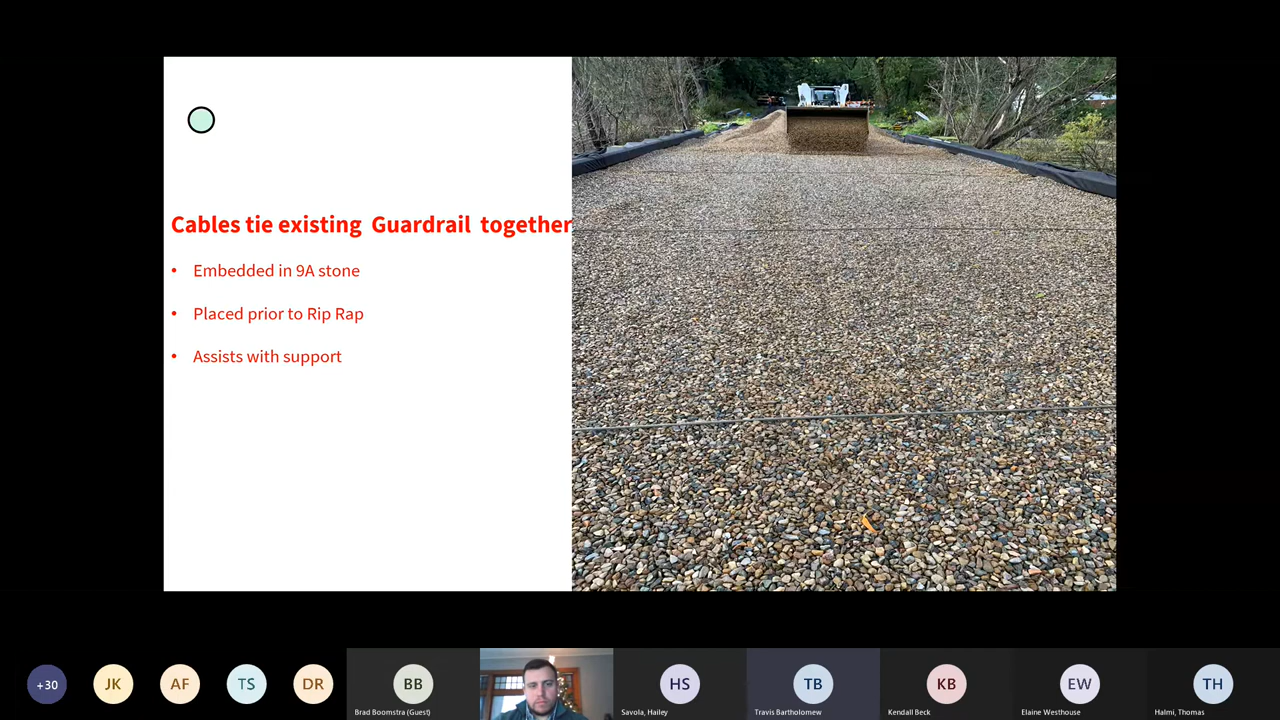 Cables tie existing Guardrail together
• Embedded in 9A stone
• Placed prior to Rip Rap
• Assists with support
+30
JK
AF
TS
DR
BB
HS
TB
KB
EW
TH
Brad Boomstra (Guest)
Savola, Hailey
Travis Bartholomew
Kendall Beck
Elaine Westhouse
Halmi, Thomas